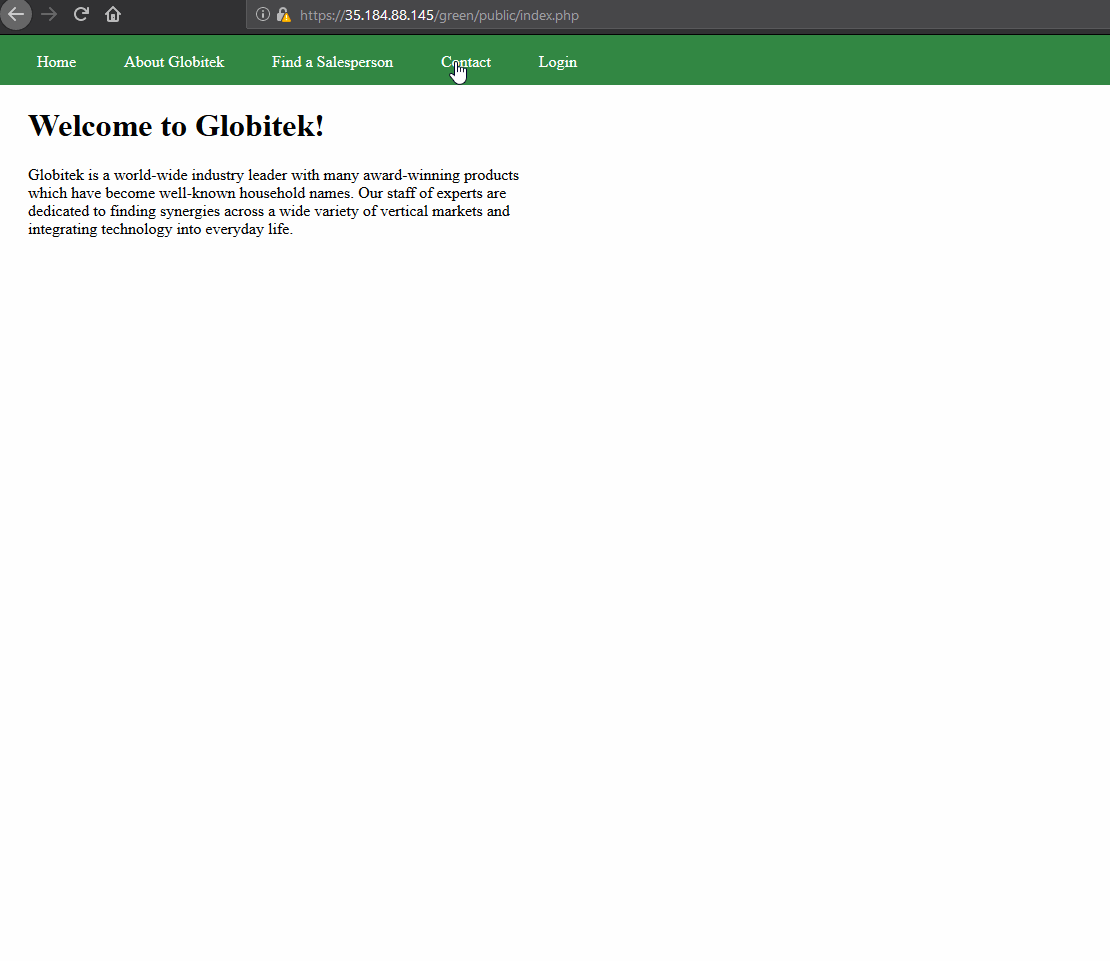 https://35.184.88.145/green/public/index.php
Home About Globitek Find a Salesperson Contact Login
Welcome to Globitek!
Globitek is a world-wide industry leader with many award-winning products
which have become well-known household names. Our staff of experts are
dedicated to finding synergies across a wide variety of vertical markets and
integrating technology into everyday life.